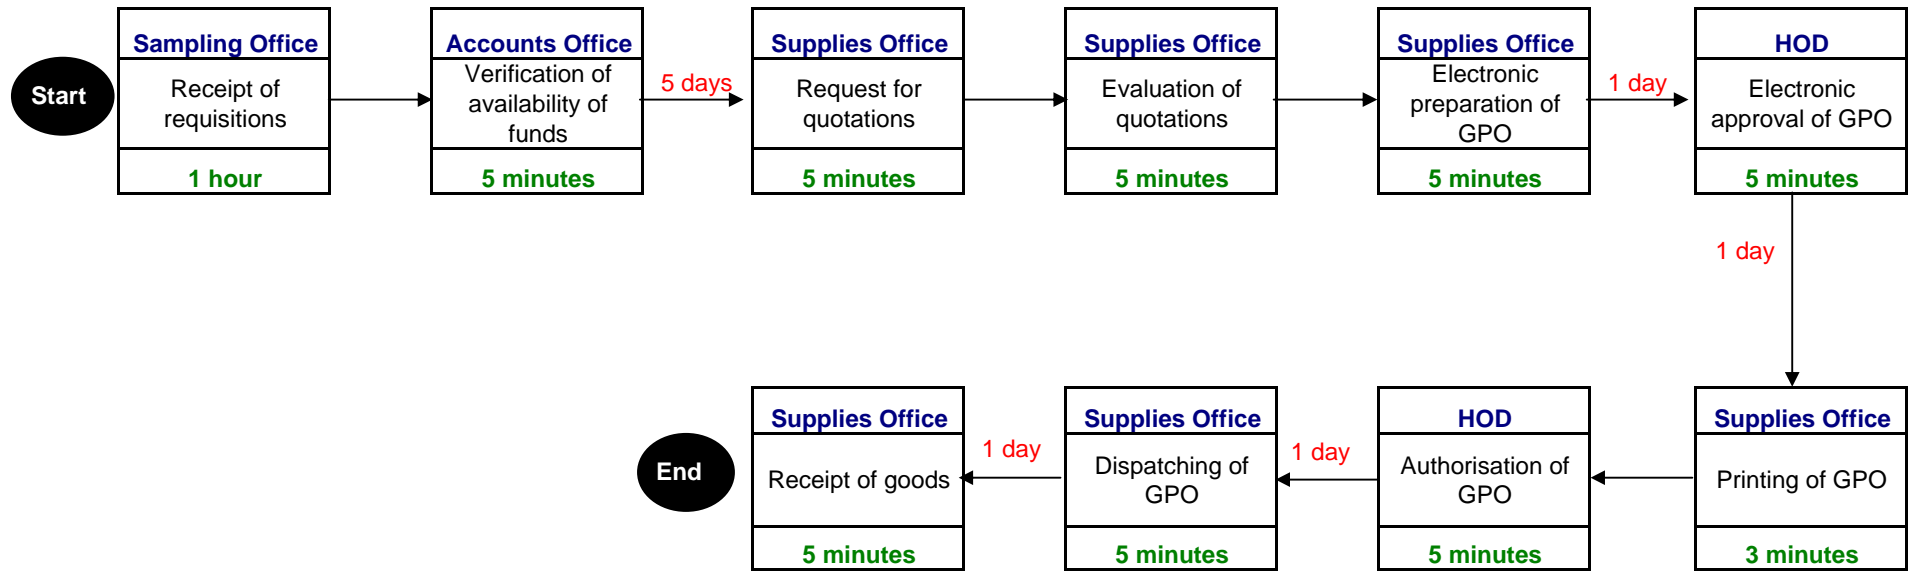 Start
Sampling Office
Receipt of
requisitions
1 hour
Accounts Office
Verification of
availability of
funds
5 minutes
5 days
Supplies Office
Request for
quotations
5 minutes
Supplies Office
Evaluation of
quotations
5 minutes
Supplies Office
Electronic
preparation of
GPO
5 minutes
1 day
HOD
Electronic
approval of GPO
5 minutes
1 day
Supplies Office
Printing of GPO
3 minutes
HOD
Authorisation of
GPO
5 minutes
1 day
Supplies Office
Dispatching of
GPO
5 minutes
1 day
Supplies Office
Receipt of goods
5 minutes
End